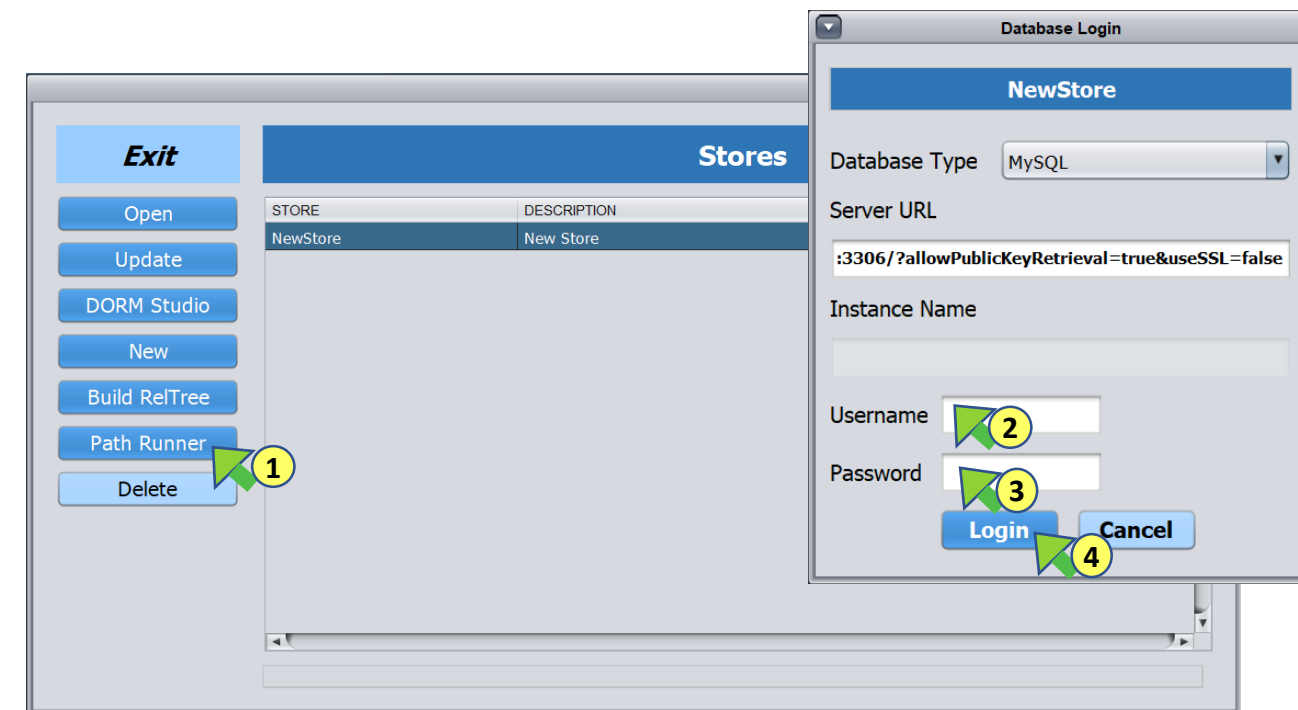 Database Login
NewStore
Database Type MySQL
Server URL
:3306/?allowPublicKeyRetrieval=true&useSSL=false
Instance Name
Username 2
Password 3
Login Cancel
4
Exit
Stores
Open
Update
DORM Studio
New
Build RelTree
Path Runner
1
Delete
STORE DESCRIPTION
NewStore New Store